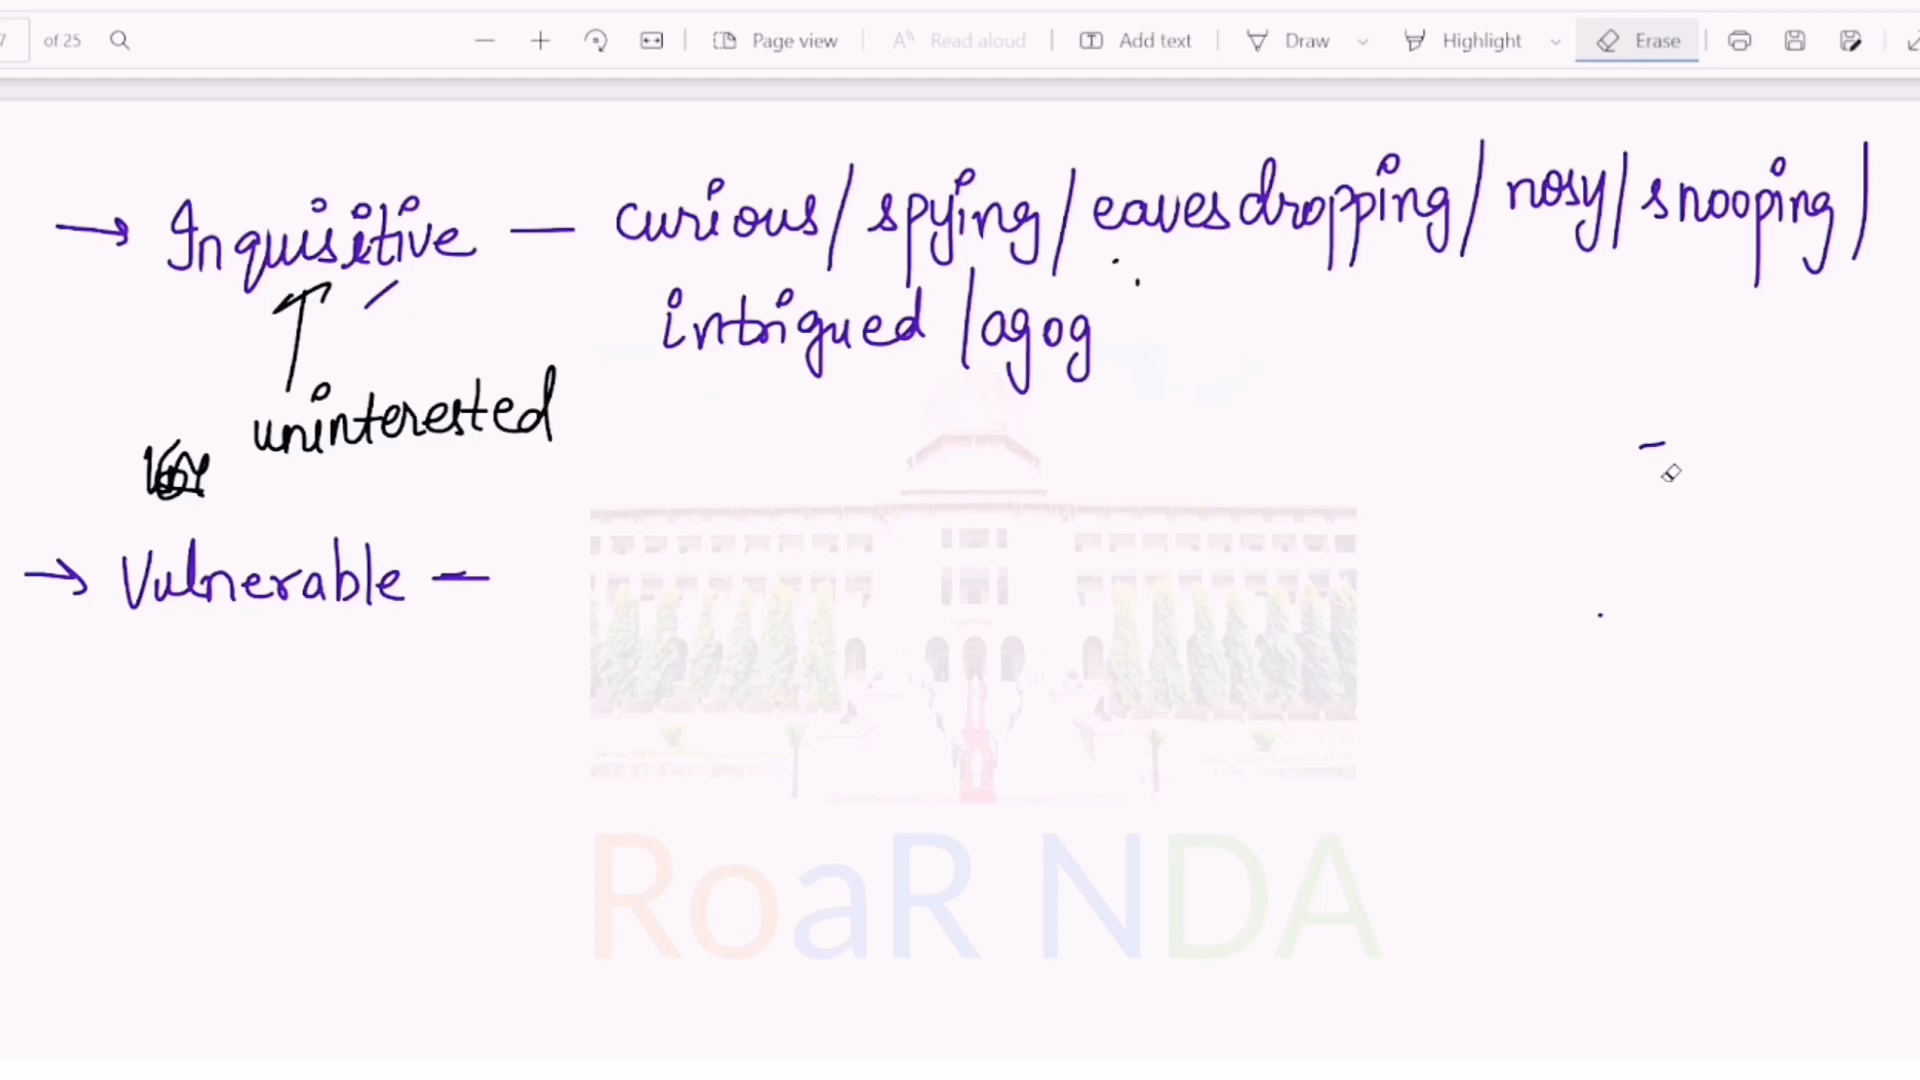 7 of 25 Page view Read aloud Add text Draw Highlight Erase
→ Inquisitive — curious/ spying/ eavesdropping/ nosy/ snooping/
intrigued /agog
uninterested
→ Vulnerable —
RoaR NDA